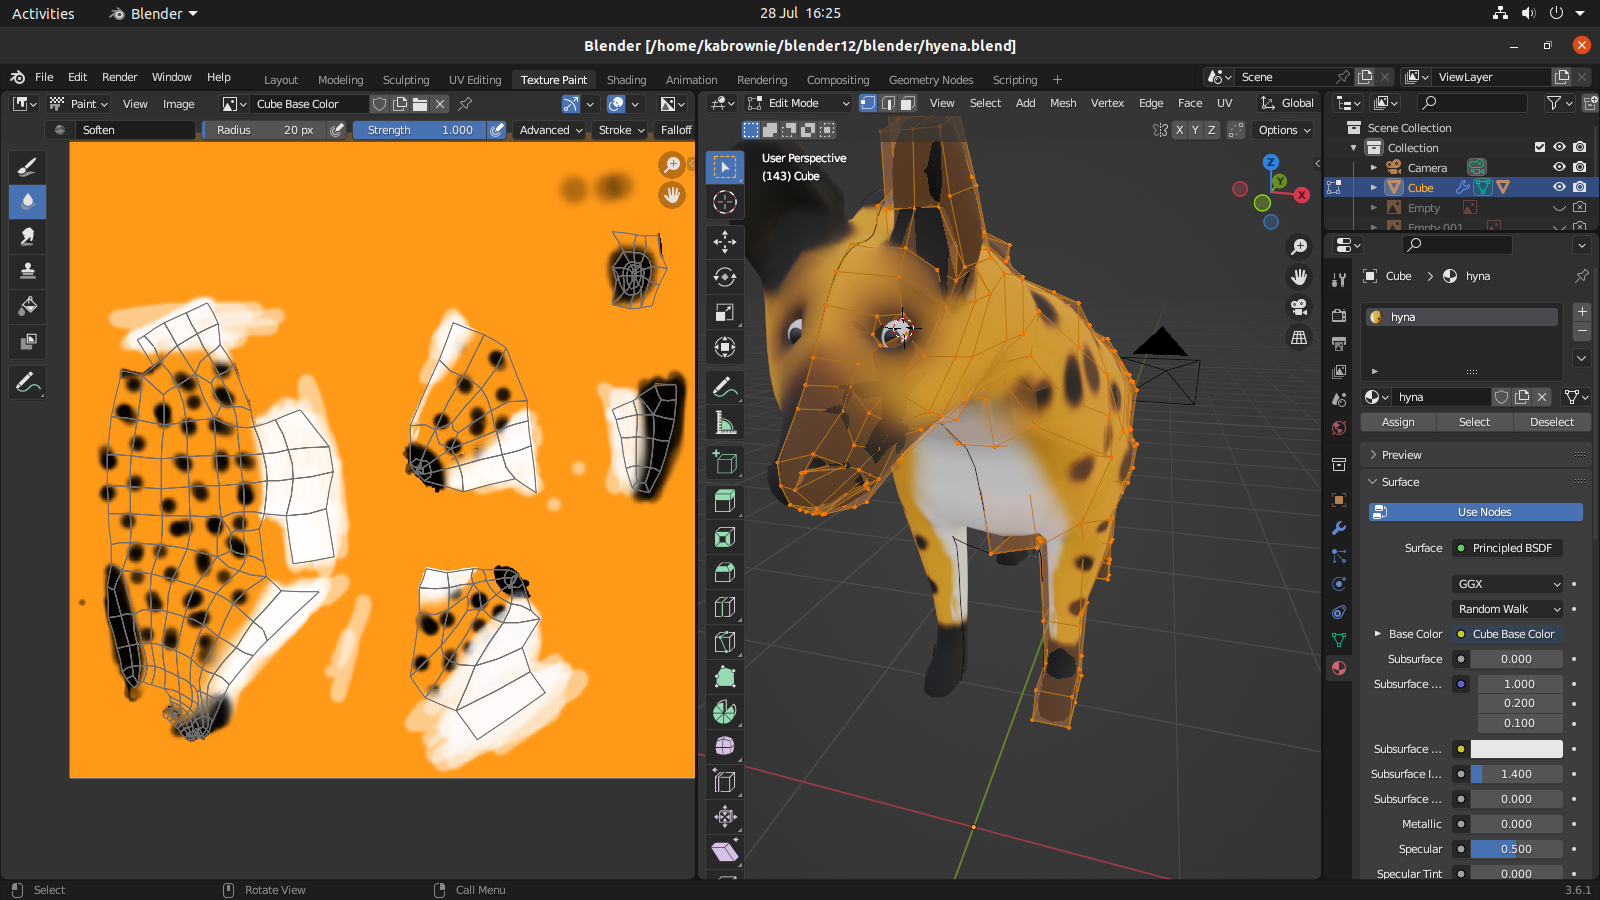 Activities Blender 28 Jul 16:25
Blender [/home/kabrownie/blender12/blender/hyena.blend]
File Edit Render Window Help Layout Modeling Sculpting UV Editing Texture Paint Shading Animation Rendering Compositing Geometry Nodes Scripting + Scene ViewLayer
Paint View Image Cube Base Color Edit Mode View Select Add Mesh Vertex Edge Face UV Global
Soften Radius 20 px Strength 1.000 Advanced Stroke Falloff X Y Z Options
Scene Collection
Collection
Camera
Cube
Empty
Empty 001
User Perspective
(143) Cube
Z
Y
X
Cube > hyna
hyna
hyna
Assign Select Deselect
Preview
Surface
Use Nodes
Surface Principled BSDF
GGX
Random Walk
Base Color Cube Base Color
Subsurface 0.000
Subsurface ... 1.000
0.200
0.100
Subsurface ...
Subsurface I... 1.400
Subsurface ... 0.000
Metallic 0.000
Specular 0.500
Specular Tint 0.000
Select Rotate View Call Menu 3.6.1